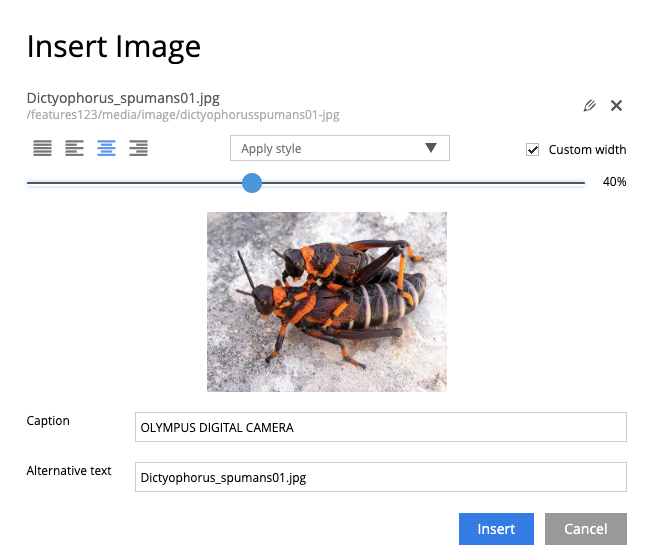 Insert Image
Dictyophorus_spumans01.jpg
/features123/media/image/dictyophorusspumans01-jpg
Apply style
Custom width
40%
Caption
OLYMPUS DIGITAL CAMERA
Alternative text
Dictyophorus_spumans01.jpg
Insert
Cancel